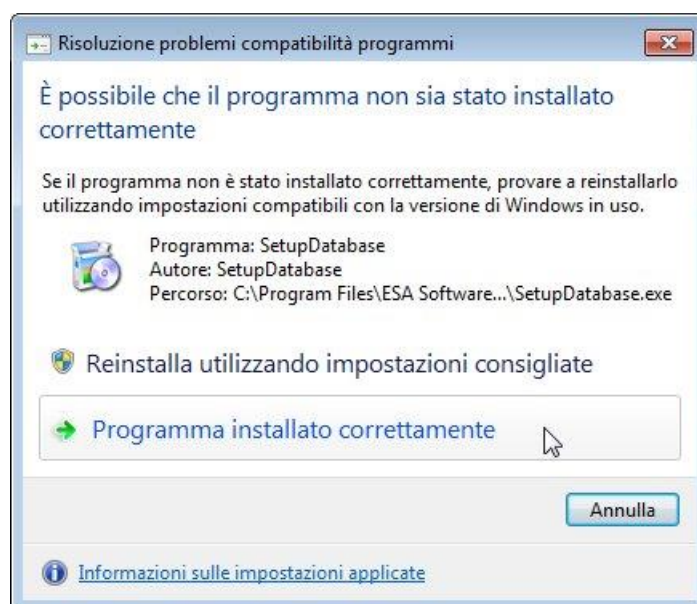 Risoluzione problemi compatibilità programmi
È possibile che il programma non sia stato installato
correttamente
Se il programma non è stato installato correttamente, provare a reinstallarlo
utilizzando impostazioni compatibili con la versione di Windows in uso.
Programma: SetupDatabase
Autore: SetupDatabase
Percorso: C:\Program Files\ESA Software...\SetupDatabase.exe
Reinstalla utilizzando impostazioni consigliate
Programma installato correttamente
Annulla
Informazioni sulle impostazioni applicate